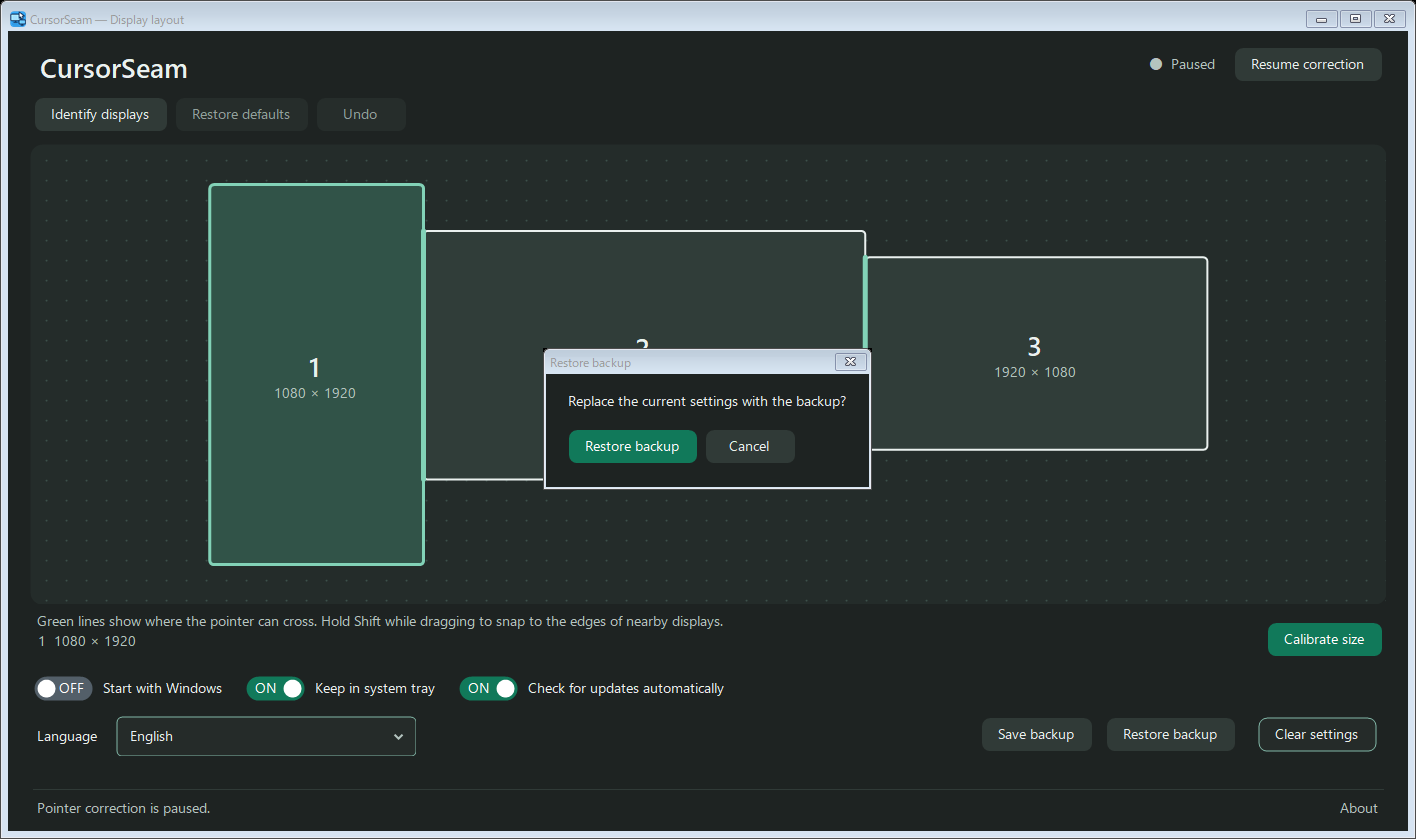 CursorSeam — Display layout
CursorSeam
Paused
Resume correction
Identify displays
Restore defaults
Undo
1
1080 × 1920
3
1920 × 1080
Restore backup
Replace the current settings with the backup?
Restore backup
Cancel
Green lines show where the pointer can cross. Hold Shift while dragging to snap to the edges of nearby displays.
1 1080 × 1920
Calibrate size
OFF
Start with Windows
ON
Keep in system tray
ON
Check for updates automatically
Language
English
Save backup
Restore backup
Clear settings
Pointer correction is paused.
About